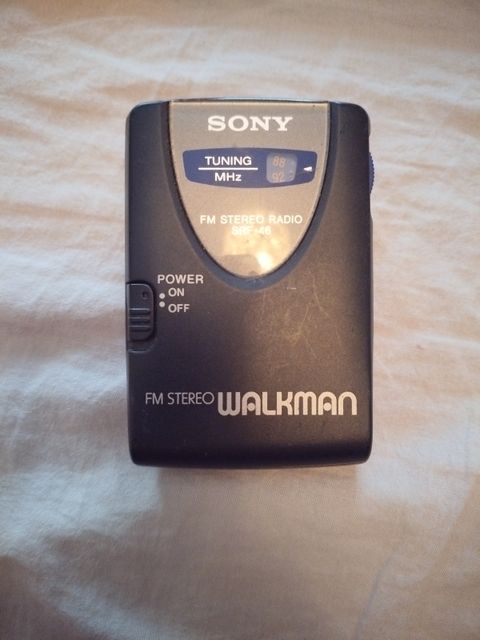 SONY
TUNING
MHz
88
92
FM STEREO RADIO
SRF-46
POWER
ON
OFF
FM STEREO WALKMAN